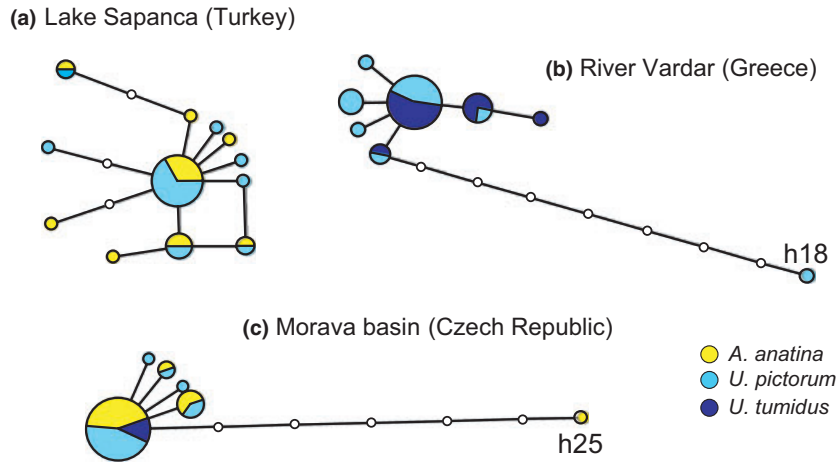 (a) Lake Sapanca (Turkey)
(b) River Vardar (Greece)
h18
(c) Morava basin (Czech Republic)
A. anatina
U. pictorum
U. tumidus
h25